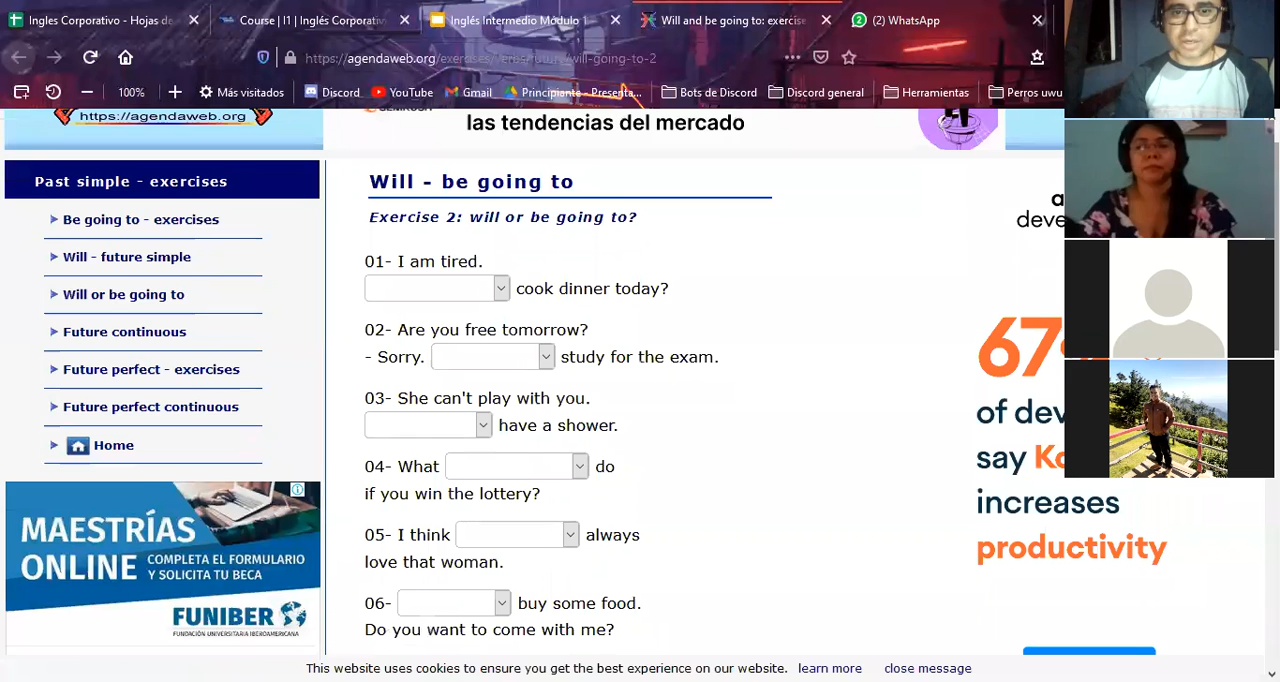 Ingles Corporativo - Hojas de
Course | I1 | Inglés Corporativ
Inglés Intermedio Módulo 1
Will and be going to: exercise
(2) WhatsApp
https://agendaweb.org/exercises/verbs/future/will-going-to-2
100%
Más visitados
Discord
YouTube
Gmail
Principiante - Presenta...
Bots de Discord
Discord general
Herramientas
Perros uwu
https://agendaweb.org
las tendencias del mercado
Past simple - exercises
Be going to - exercises
Will - future simple
Will or be going to
Future continuous
Future perfect - exercises
Future perfect continuous
Home
MAESTRÍAS
ONLINE
COMPLETA EL FORMULARIO
Y SOLICITA TU BECA
FUNIBER
FUNDACIÓN UNIVERSITARIA IBEROAMERICANA
Will - be going to
Exercise 2: will or be going to?
01- I am tired.
cook dinner today?
02- Are you free tomorrow?
- Sorry. study for the exam.
03- She can't play with you.
have a shower.
04- What do
if you win the lottery?
05- I think always
love that woman.
06- buy some food.
Do you want to come with me?
67
of dev
say Ko
increases
productivity
This website uses cookies to ensure you get the best experience on our website. learn more close message